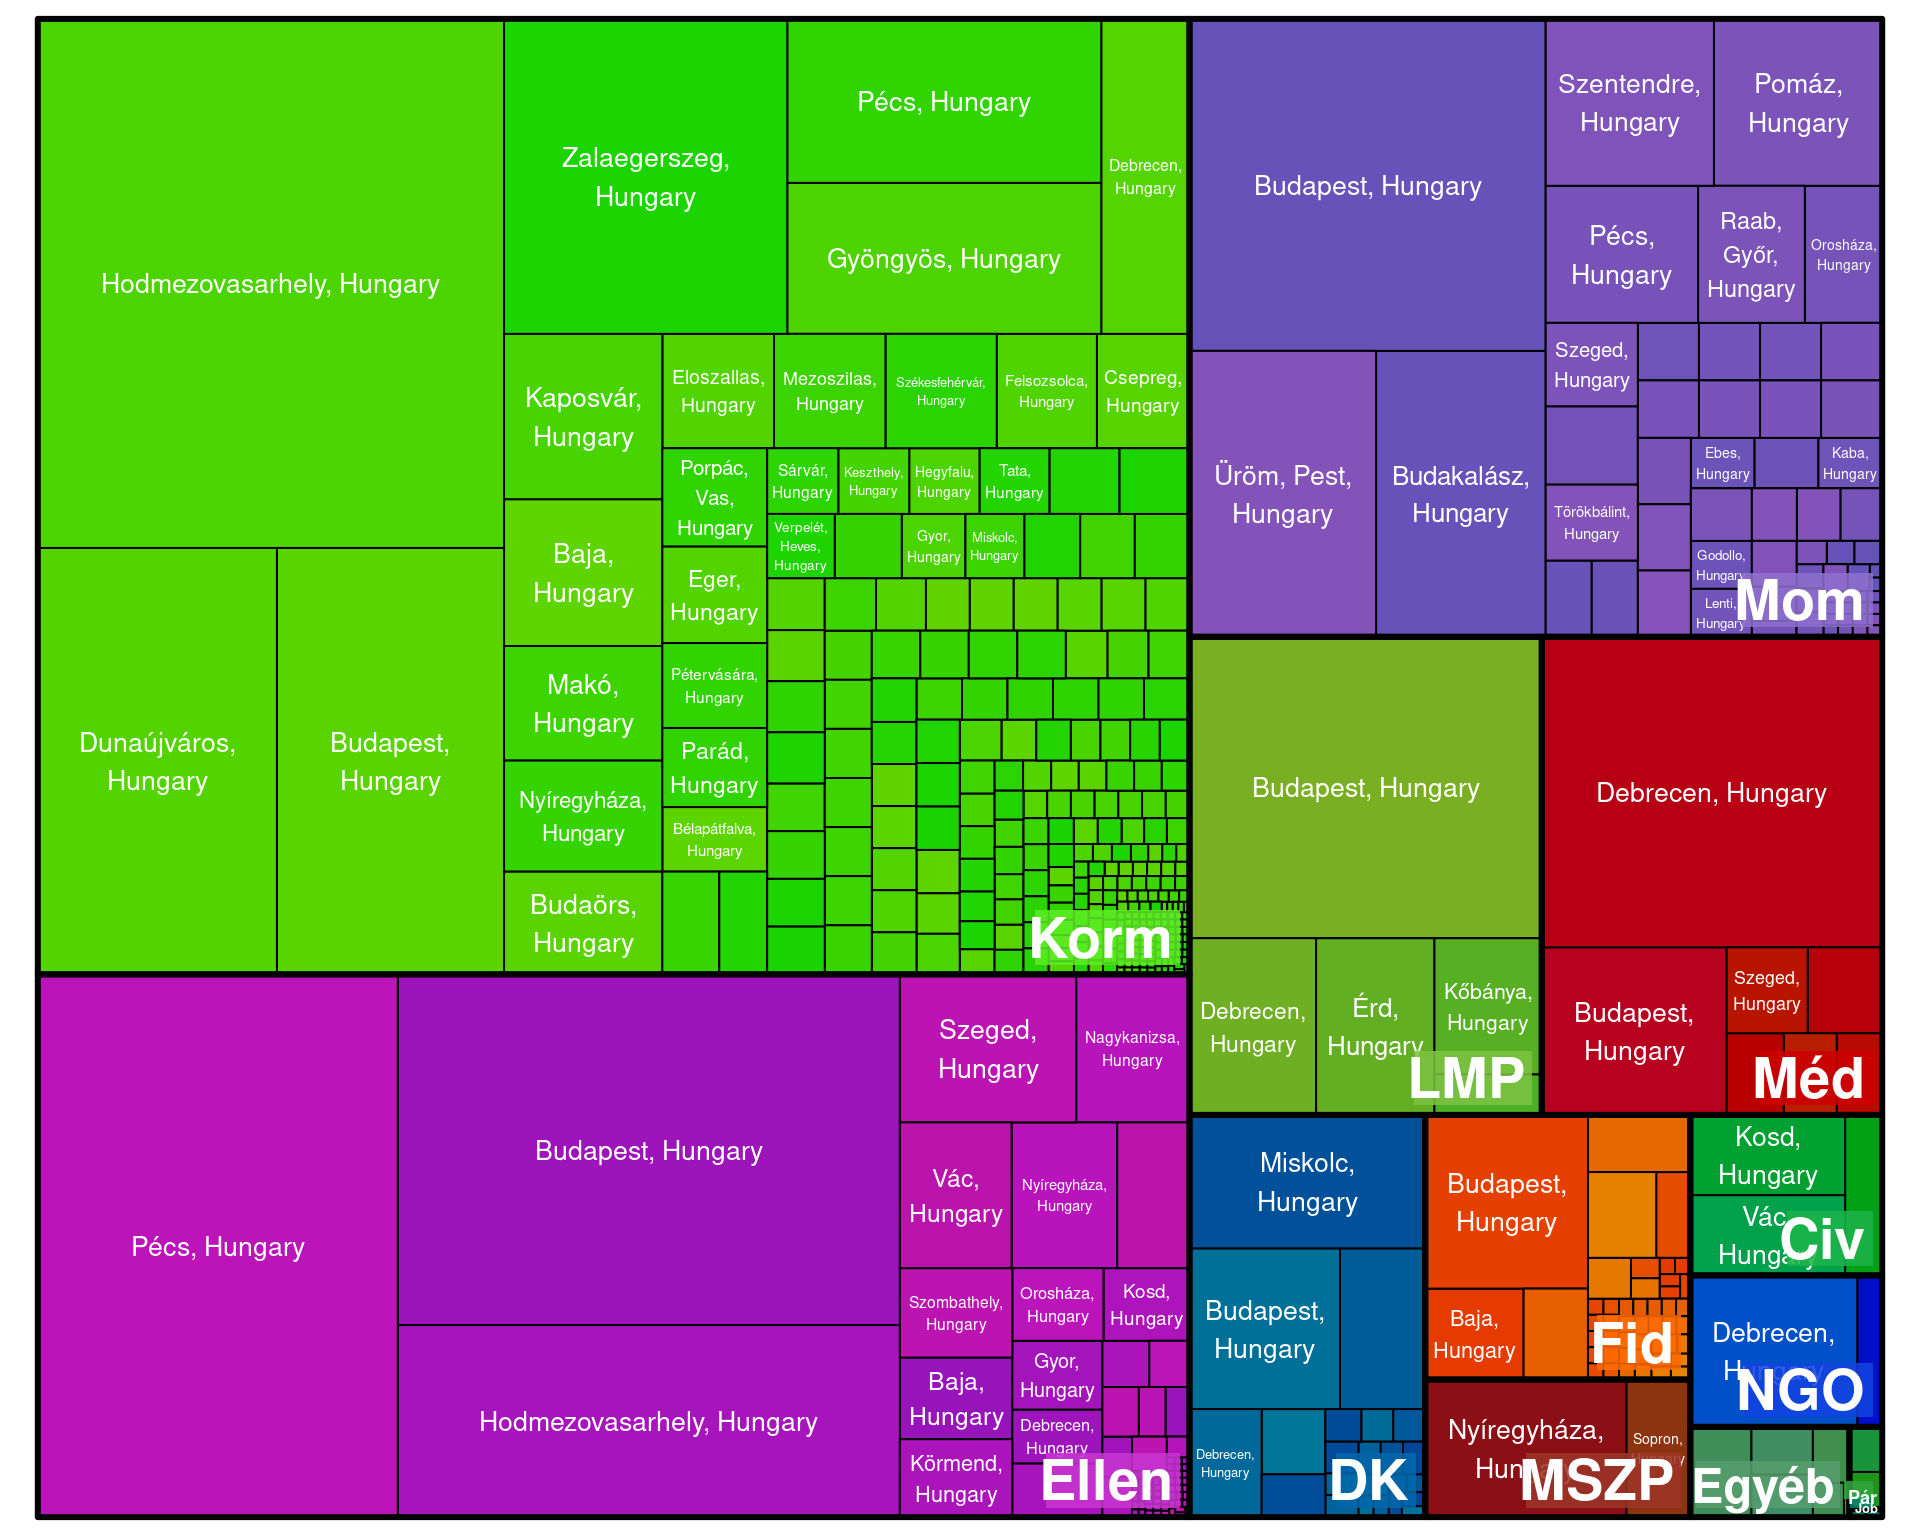 Hodmezovasarhely, Hungary
Dunaújváros,
Hungary
Budapest,
Hungary
Zalaegerszeg,
Hungary
Pécs, Hungary
Gyöngyös, Hungary
Debrecen,
Hungary
Kaposvár,
Hungary
Baja,
Hungary
Makó,
Hungary
Nyíregyháza,
Hungary
Budaörs,
Hungary
Eloszallas,
Hungary
Mezoszilas,
Hungary
Székesfehérvár,
Hungary
Felsozsolca,
Hungary
Csepreg,
Hungary
Porpác,
Vas,
Hungary
Eger,
Hungary
Pétervására,
Hungary
Parád,
Hungary
Bélapátfalva,
Hungary
Sárvár,
Hungary
Keszthely,
Hungary
Hegyfalu,
Hungary
Tata,
Hungary
Verpelét,
Heves,
Hungary
Gyor,
Hungary
Miskolc,
Hungary
Korm
Pécs, Hungary
Budapest, Hungary
Hodmezovasarhely, Hungary
Szeged,
Hungary
Nagykanizsa,
Hungary
Vác,
Hungary
Nyíregyháza,
Hungary
Szombathely,
Hungary
Orosháza,
Hungary
Kosd,
Hungary
Baja,
Hungary
Gyor,
Hungary
Debrecen,
Hungary
Körmend,
Hungary
Ellen
Budapest, Hungary
Üröm, Pest,
Hungary
Budakalász,
Hungary
Szentendre,
Hungary
Pomáz,
Hungary
Pécs,
Hungary
Raab,
Győr,
Hungary
Orosháza,
Hungary
Szeged,
Hungary
Törökbálint,
Hungary
Ebes,
Hungary
Kaba,
Hungary
Godollo,
Hungary
Lenti,
Hungary
Mom
Budapest, Hungary
Debrecen,
Hungary
Érd,
Hungary
Kőbánya,
Hungary
LMP
Debrecen, Hungary
Budapest,
Hungary
Szeged,
Hungary
Méd
Miskolc,
Hungary
Budapest,
Hungary
Debrecen,
Hungary
DK
Budapest,
Hungary
Baja,
Hungary
Fid
Nyíregyháza,
Hungary
Sopron,
Hungary
MSZP
Kosd,
Hungary
Vác,
Hungary
Civ
Debrecen,
Hungary
NGO
Egyéb
Pár
Job